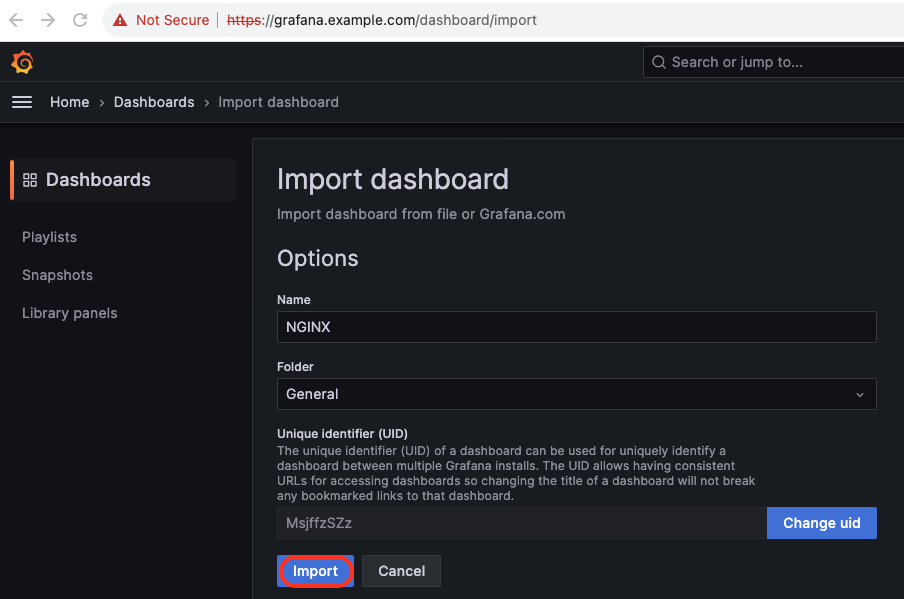 Not Secure https://grafana.example.com/dashboard/import
Search or jump to...
Home › Dashboards › Import dashboard
Dashboards
Playlists
Snapshots
Library panels
Import dashboard
Import dashboard from file or Grafana.com
Options
Name
NGINX
Folder
General
Unique identifier (UID)
The unique identifier (UID) of a dashboard can be used for uniquely identify a
dashboard between multiple Grafana installs. The UID allows having consistent
URLs for accessing dashboards so changing the title of a dashboard will not break
any bookmarked links to that dashboard.
MsjffzSZz Change uid
Import Cancel